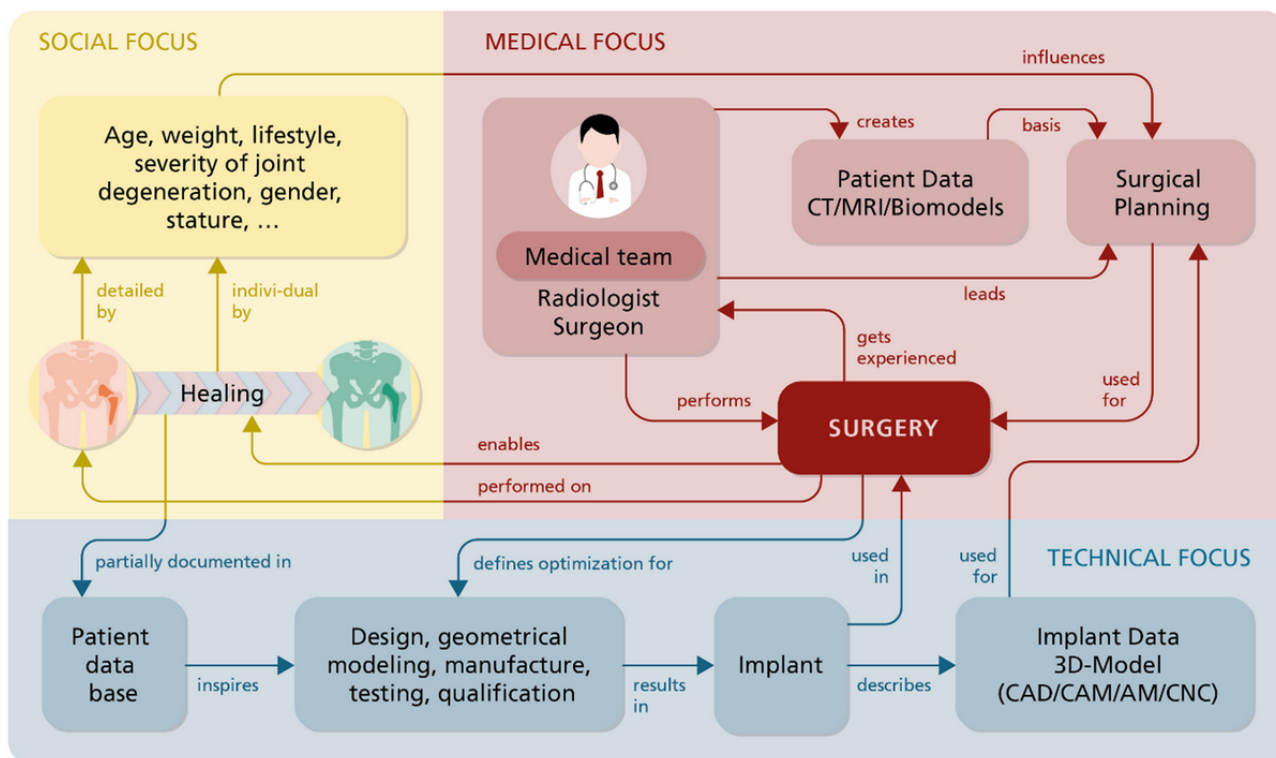 SOCIAL FOCUS
MEDICAL FOCUS
influences
Age, weight, lifestyle,
severity of joint
degeneration, gender,
stature, …
creates
basis
Patient Data
CT/MRI/Biomodels
Surgical
Planning
Medical team
Radiologist
Surgeon
leads
detailed
by
indivi-dual
by
gets
experienced
Healing
performs
used
for
SURGERY
enables
performed on
TECHNICAL FOCUS
partially documented in
defines optimization for
used
in
used
for
Patient
data
base
inspires
Design, geometrical
modeling, manufacture,
testing, qualification
results
in
Implant
describes
Implant Data
3D-Model
(CAD/CAM/AM/CNC)